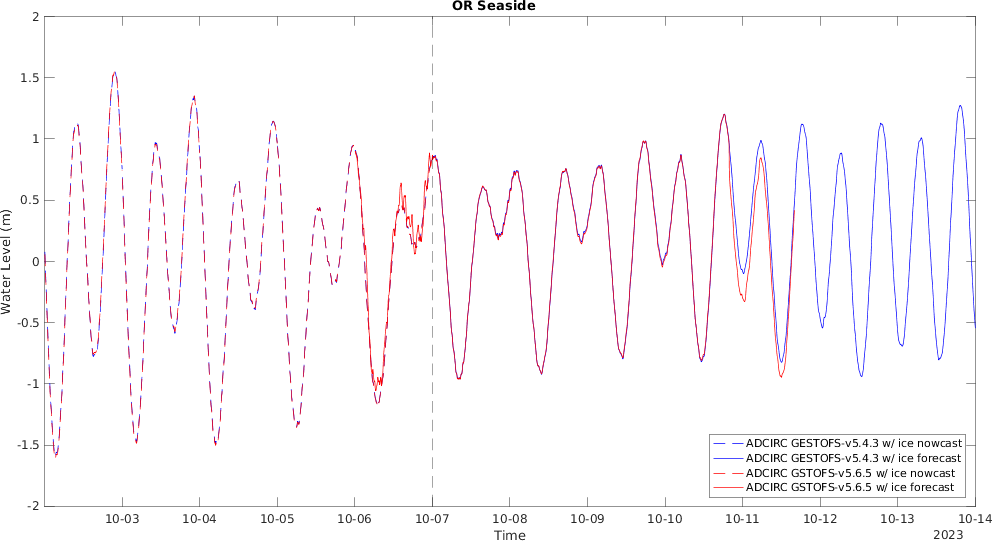 OR Seaside
2
1.5
1
0.5
0
-0.5
-1
-1.5
-2
Water Level (m)
ADCIRC GESTOFS-v5.4.3 w/ ice nowcast
ADCIRC GESTOFS-v5.4.3 w/ ice forecast
ADCIRC GSTOFS-v5.6.5 w/ ice nowcast
ADCIRC GSTOFS-v5.6.5 w/ ice forecast
10-03 10-04 10-05 10-06 10-07 10-08 10-09 10-10 10-11 10-12 10-13 10-14
Time
2023